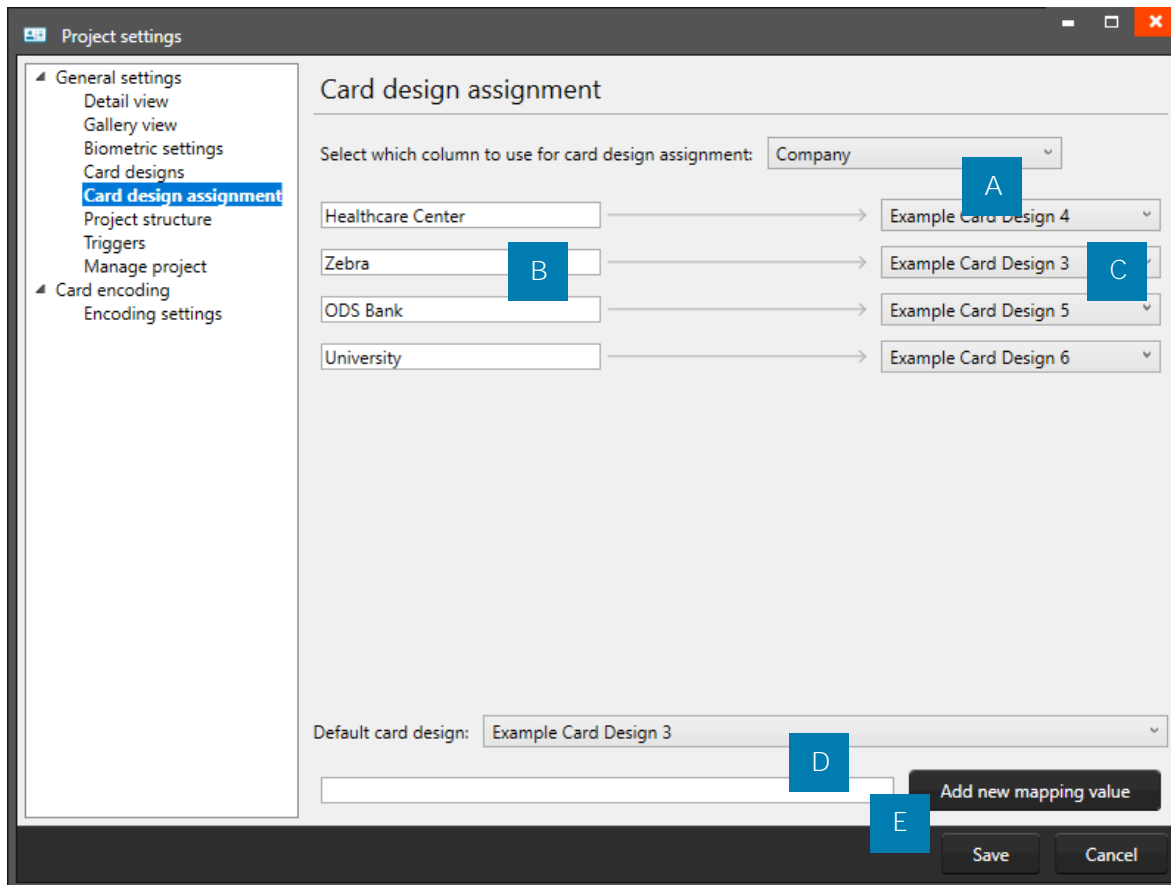 Project settings
General settings
Detail view
Gallery view
Biometric settings
Card designs
Card design assignment
Project structure
Triggers
Manage project
Card encoding
Encoding settings
Card design assignment
Select which column to use for card design assignment: Company
A
Healthcare Center Example Card Design 4
Zebra B Example Card Design 3 C
ODS Bank Example Card Design 5
University Example Card Design 6
Default card design: Example Card Design 3
D
Add new mapping value
E
Save Cancel